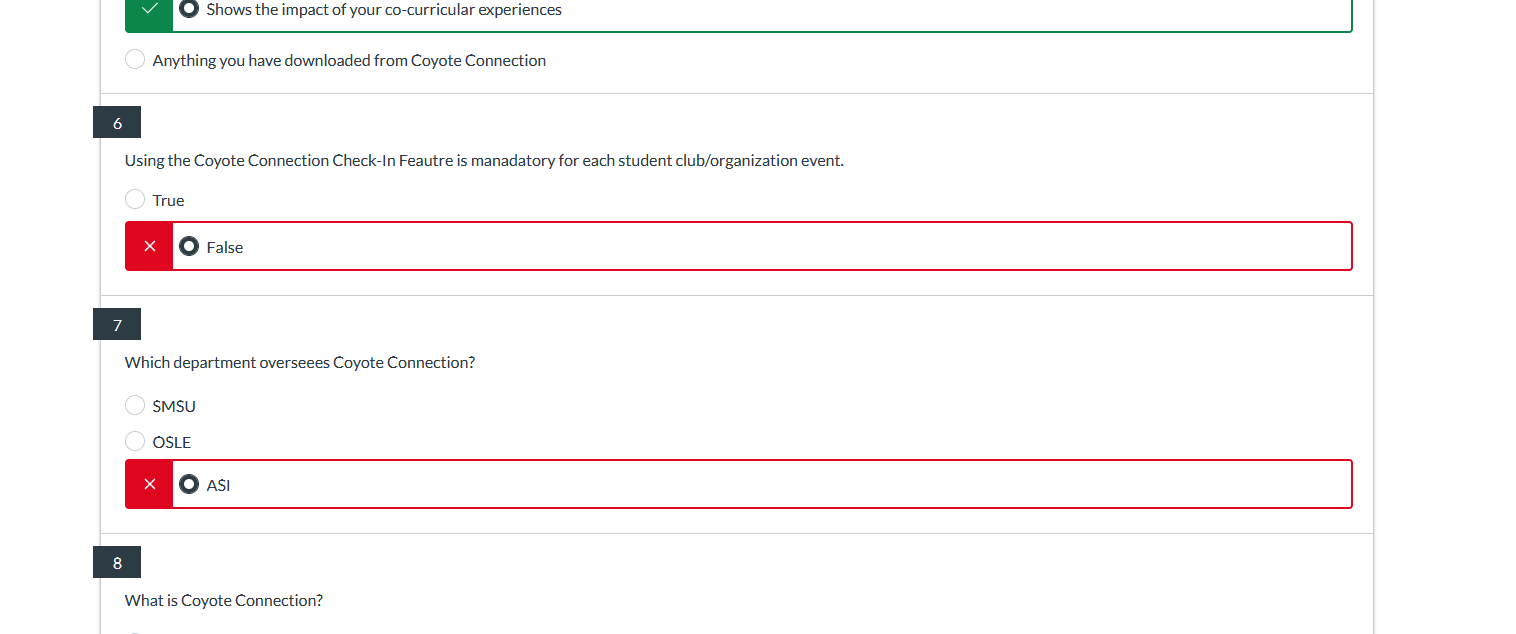 Shows the impact of your co-curricular experiences
Anything you have downloaded from Coyote Connection
6
Using the Coyote Connection Check-In Feautre is manadatory for each student club/organization event.
True
False
7
Which department overseees Coyote Connection?
SMSU
OSLE
ASI
8
What is Coyote Connection?